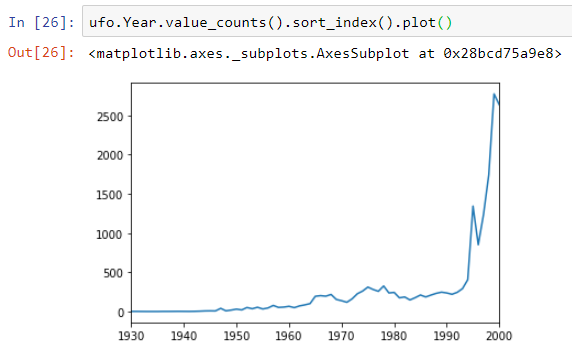 In [26]: ufo.Year.value_counts().sort_index().plot()
Out[26]: <matplotlib.axes._subplots.AxesSubplot at 0x28bcd75a9e8>
2500
2000
1500
1000
500
0
1930 1940 1950 1960 1970 1980 1990 2000